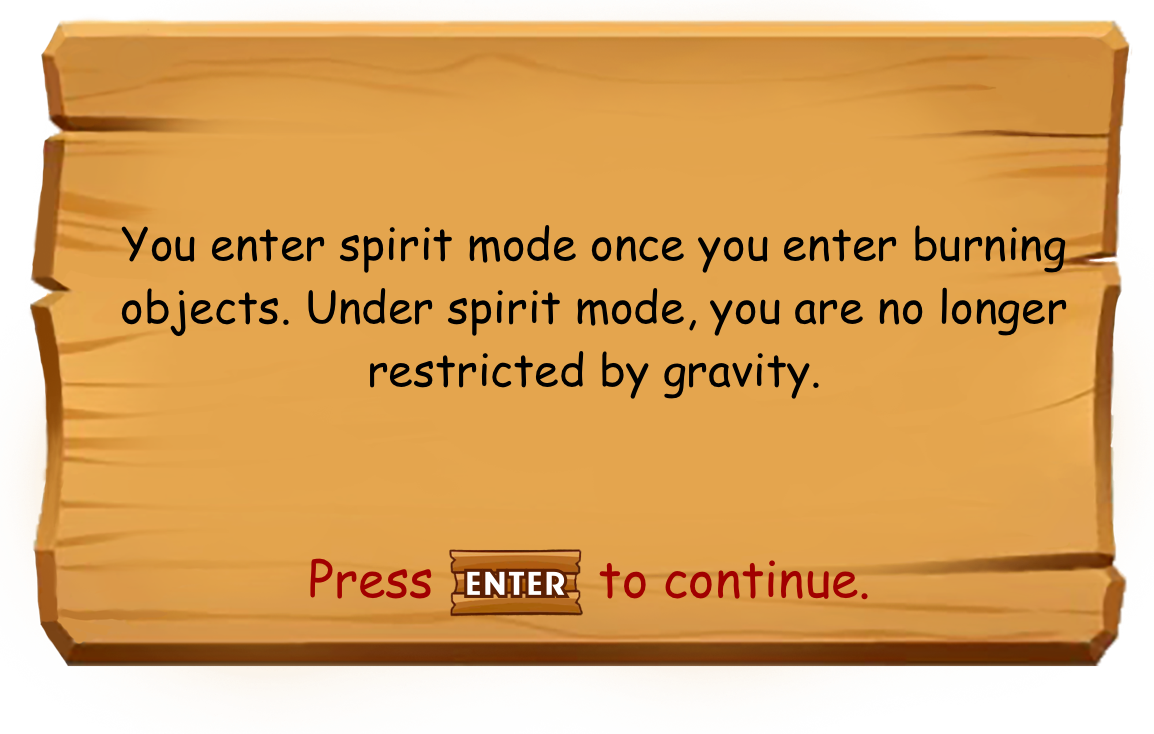 You enter spirit mode once you enter burning
objects. Under spirit mode, you are no longer
restricted by gravity.
Press ENTER to continue.